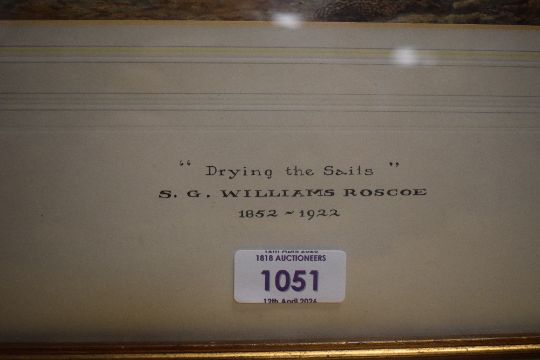 “ Drying the Sails ”
S. G. WILLIAMS ROSCOE
1852 ~ 1922
1818 AUCTIONEERS
1051
12th April 2024